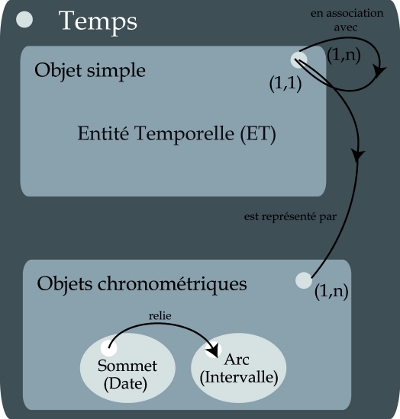 Temps
en association
avec
Objet simple
(1,n)
(1,1)
Entité Temporelle (ET)
est représenté par
Objets chronométriques
(1,n)
relie
Sommet
(Date)
Arc
(Intervalle)